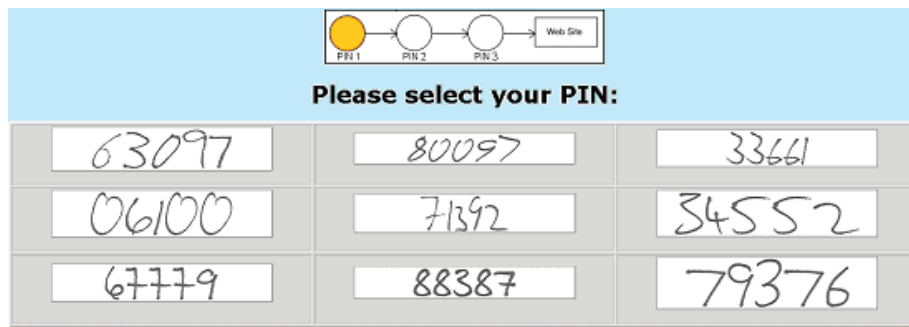 Web Site
PIN 1 PIN 2 PIN 3
Please select your PIN:
63097 80097 33661
06100 71392 34552
67779 88387 79376